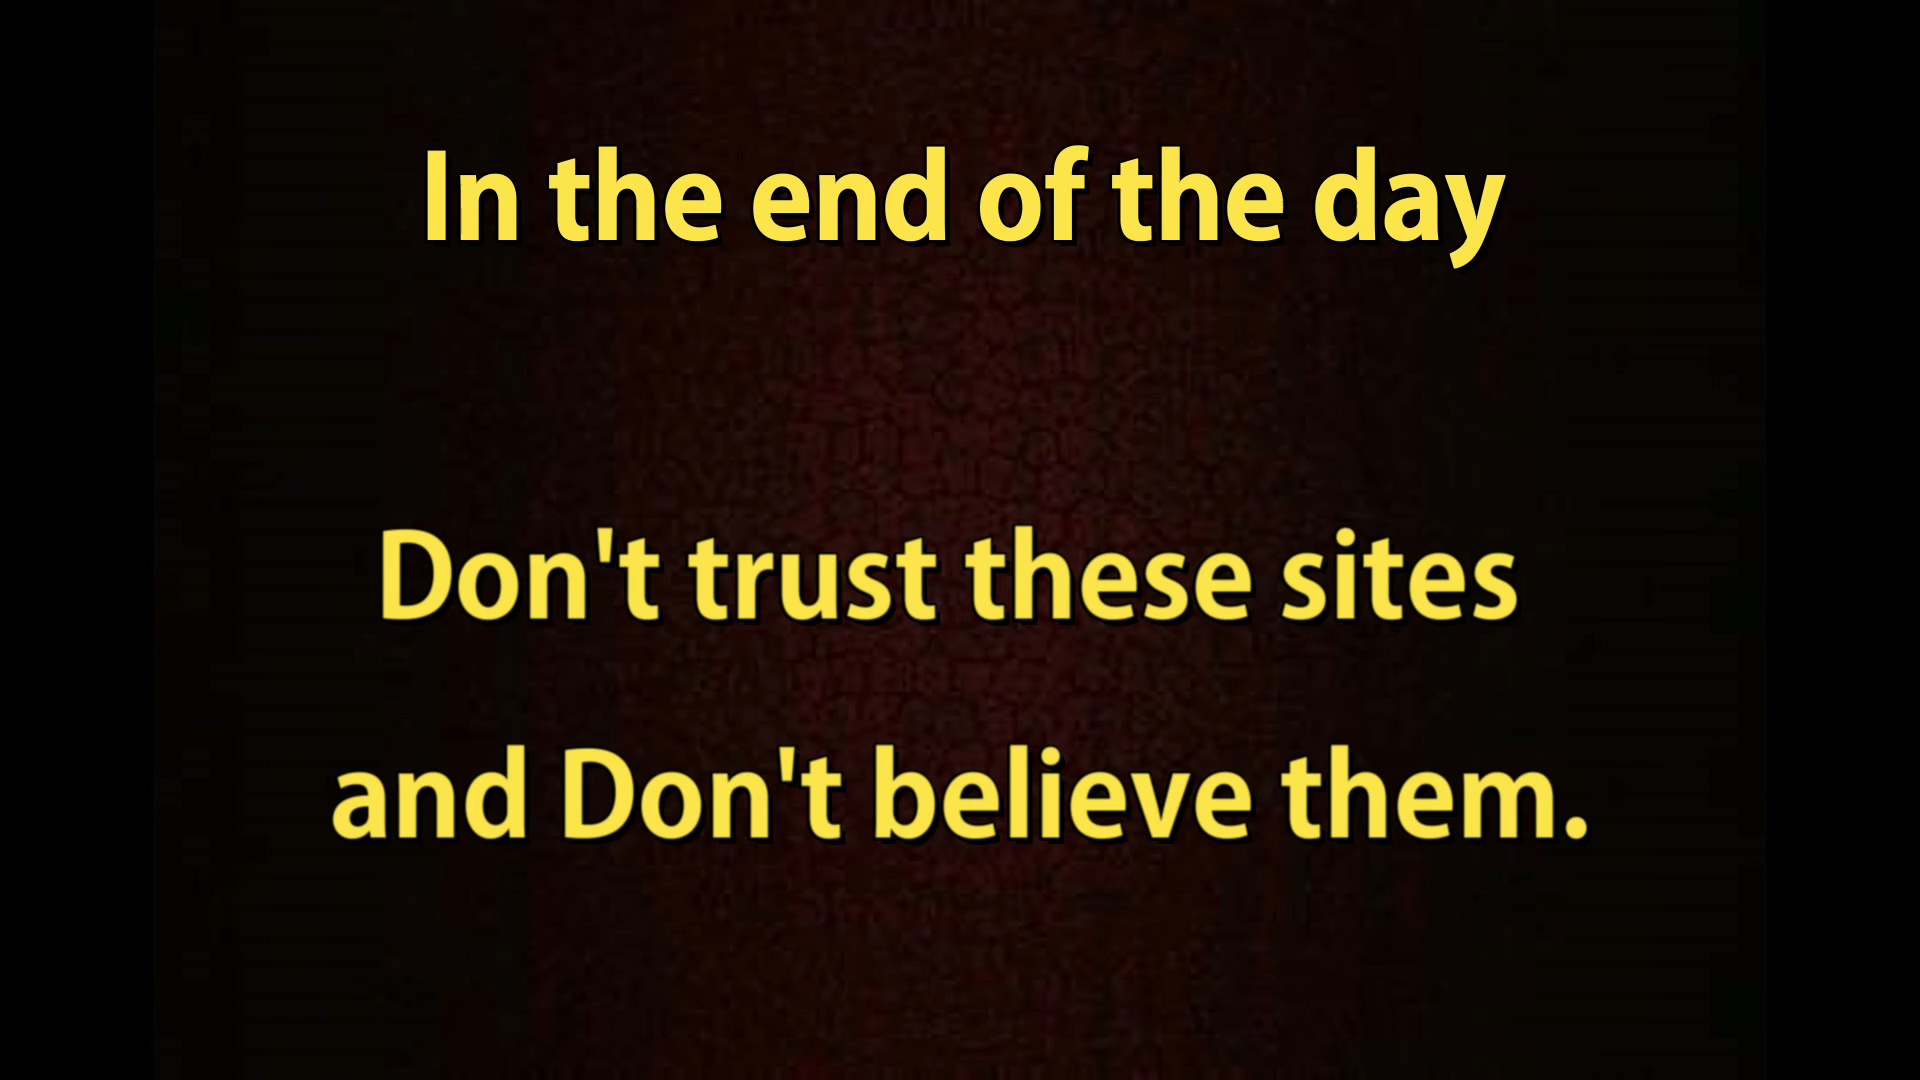 In the end of the day
Don't trust these sites
and Don't believe them.